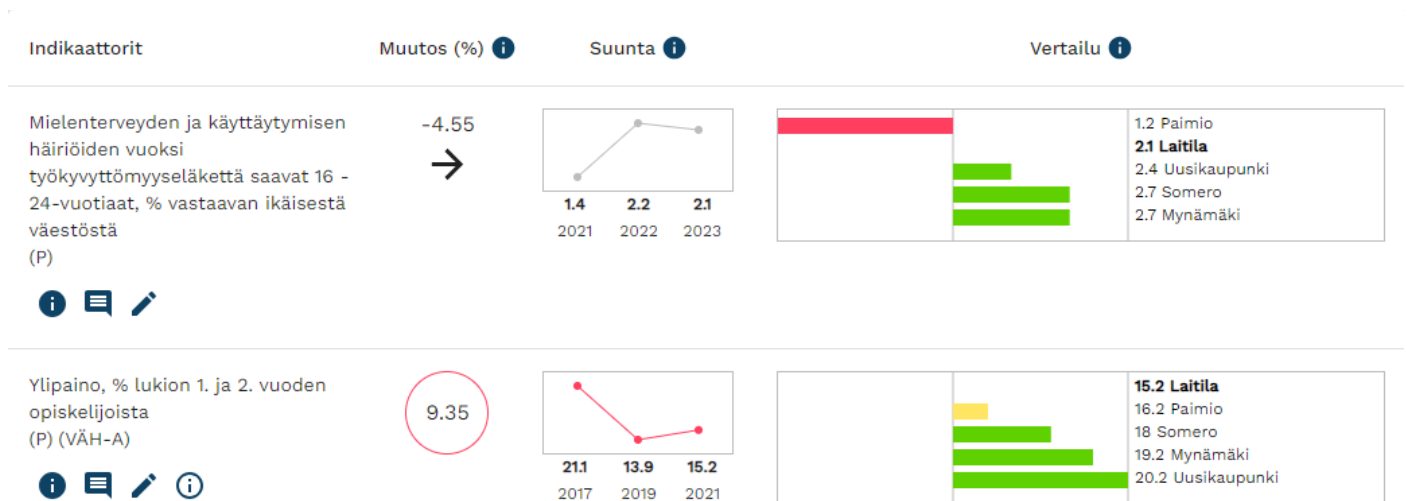 Indikaattorit Muutos (%) Suunta Vertailu
Mielenterveyden ja käyttäytymisen
häiriöiden vuoksi
työkyvyttömyyseläkettä saavat 16 -
24-vuotiaat, % vastaavan ikäisestä
väestöstä
(P)
-4.55
1.4 2.2 2.1
2021 2022 2023
1.2 Paimio
2.1 Laitila
2.4 Uusikaupunki
2.7 Somero
2.7 Mynämäki
Ylipaino, % lukion 1. ja 2. vuoden
opiskelijoista
(P) (VÄH-A)
9.35
21.1 13.9 15.2
2017 2019 2021
15.2 Laitila
16.2 Paimio
18 Somero
19.2 Mynämäki
20.2 Uusikaupunki